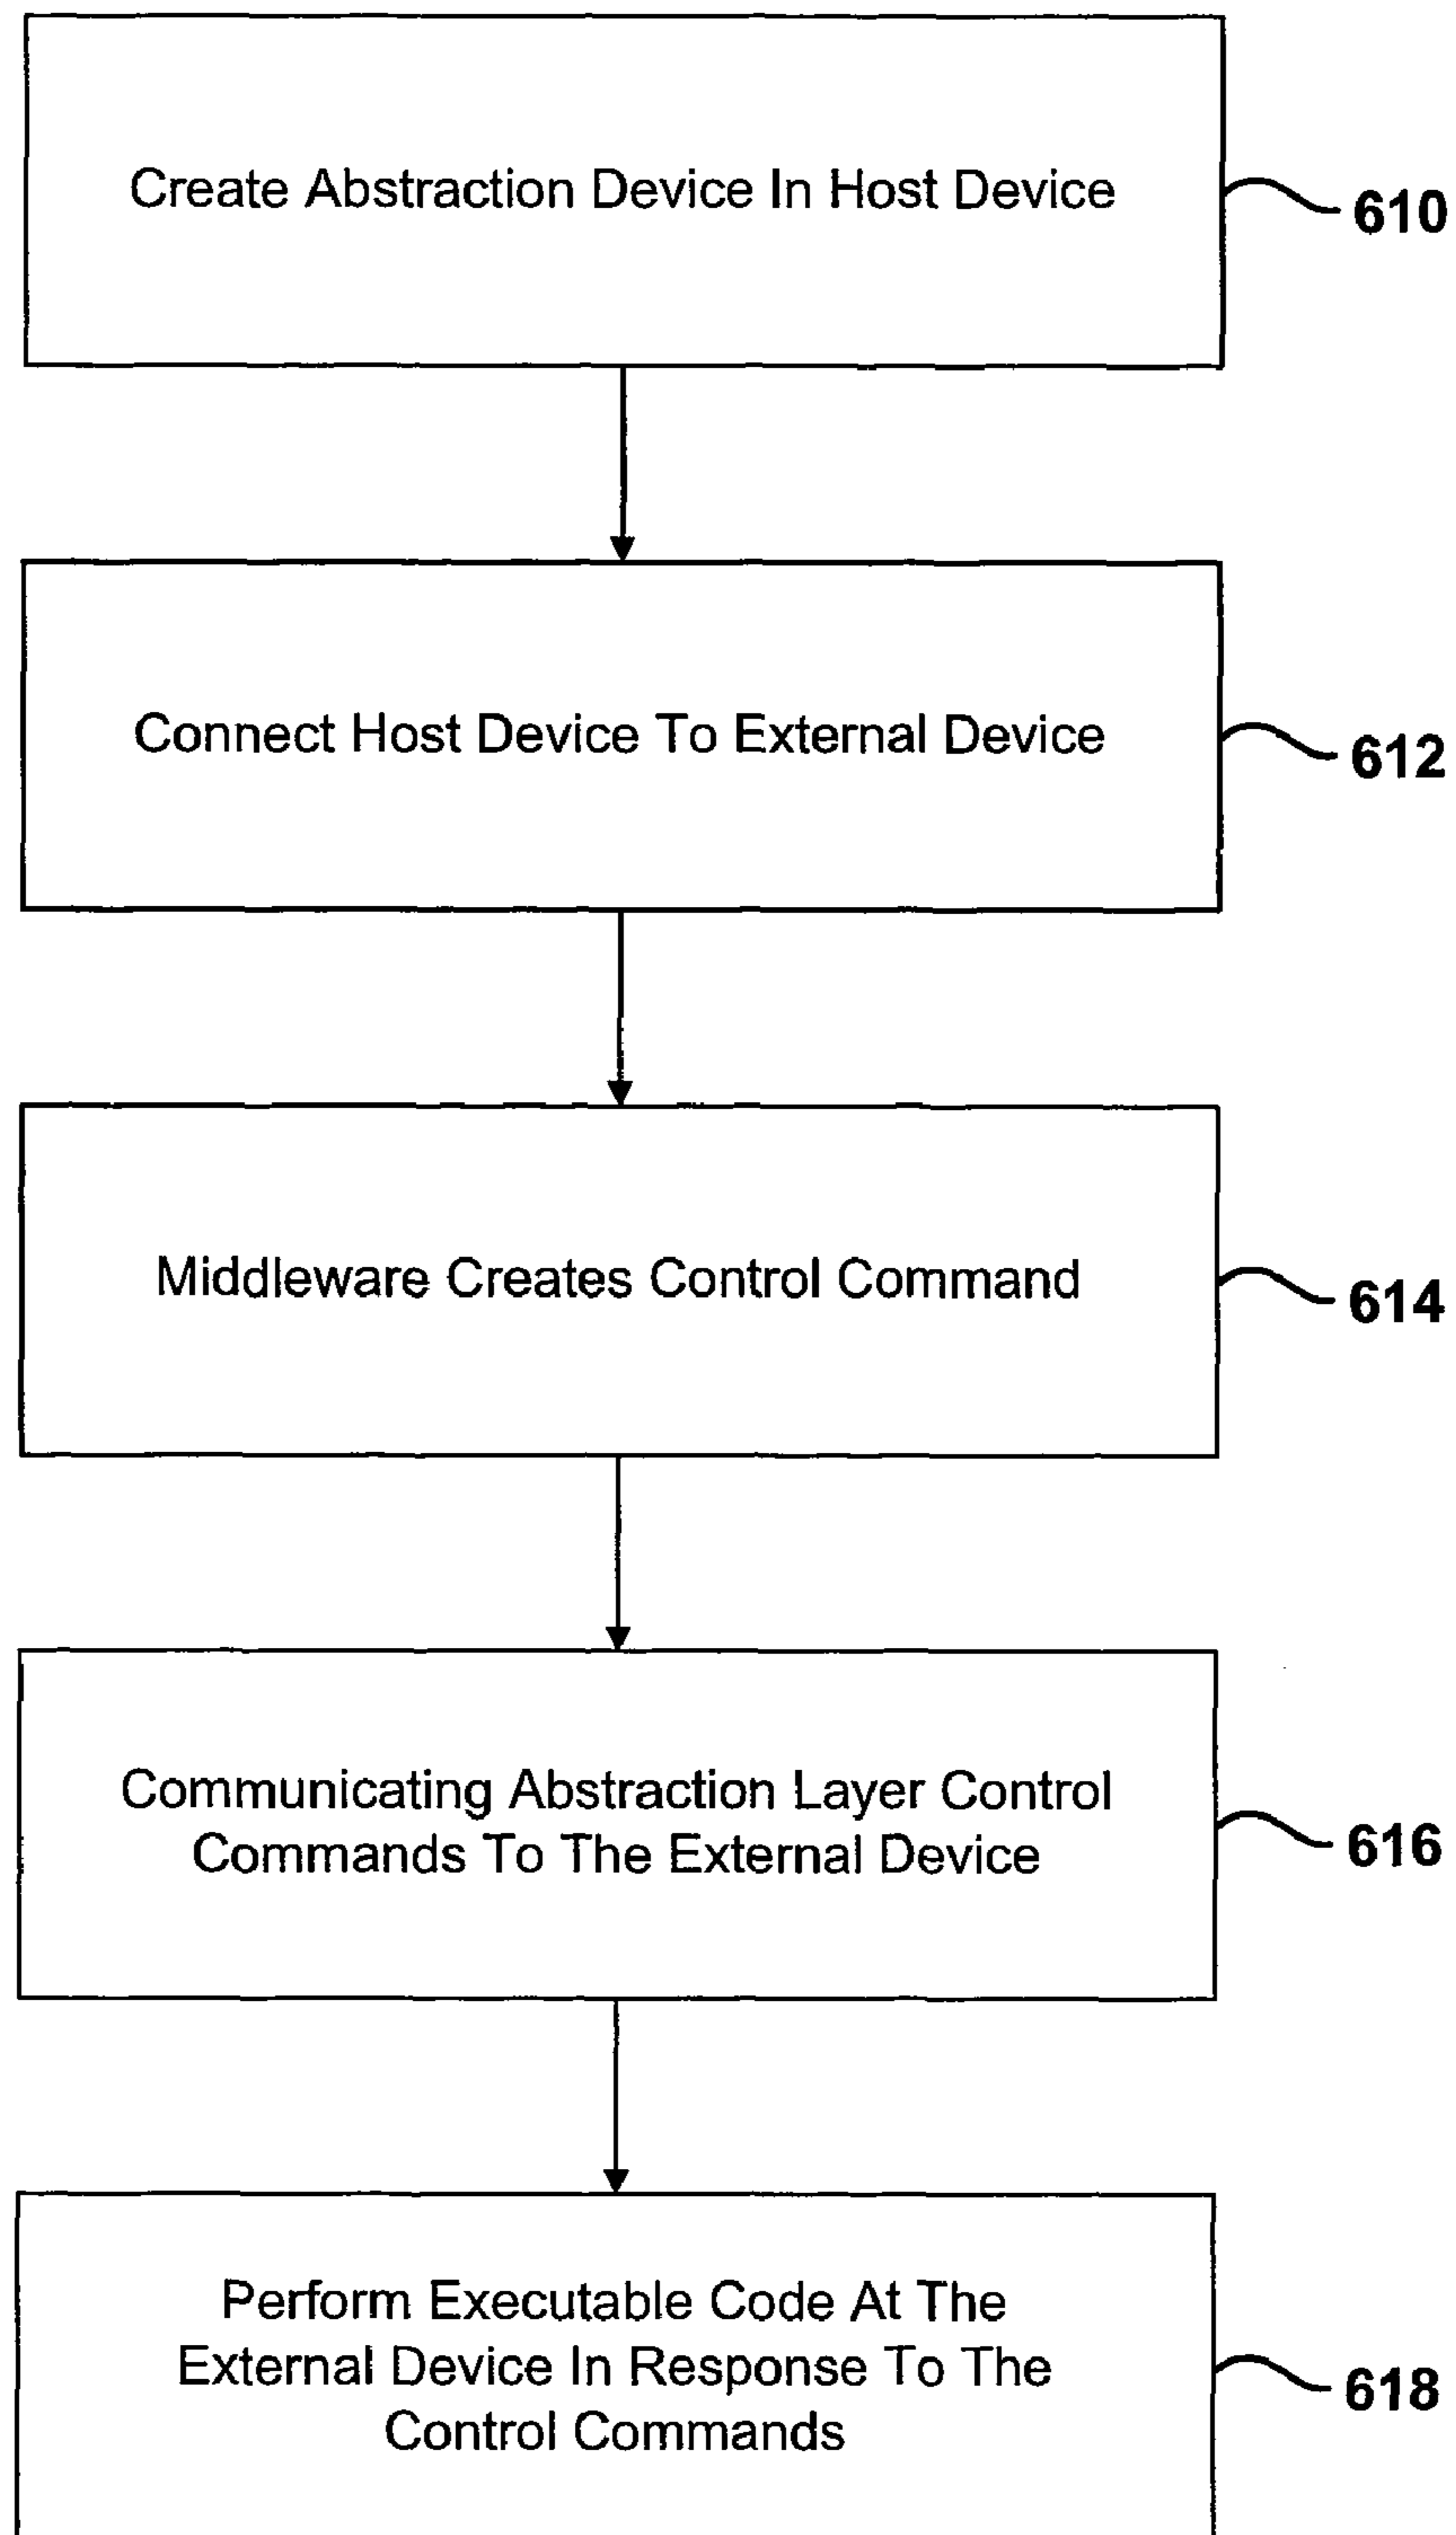 Create Abstraction Device In Host Device
610
Connect Host Device To External Device
612
Middleware Creates Control Command
614
Communicating Abstraction Layer Control
Commands To The External Device
616
Perform Executable Code At The
External Device In Response To The
Control Commands
618